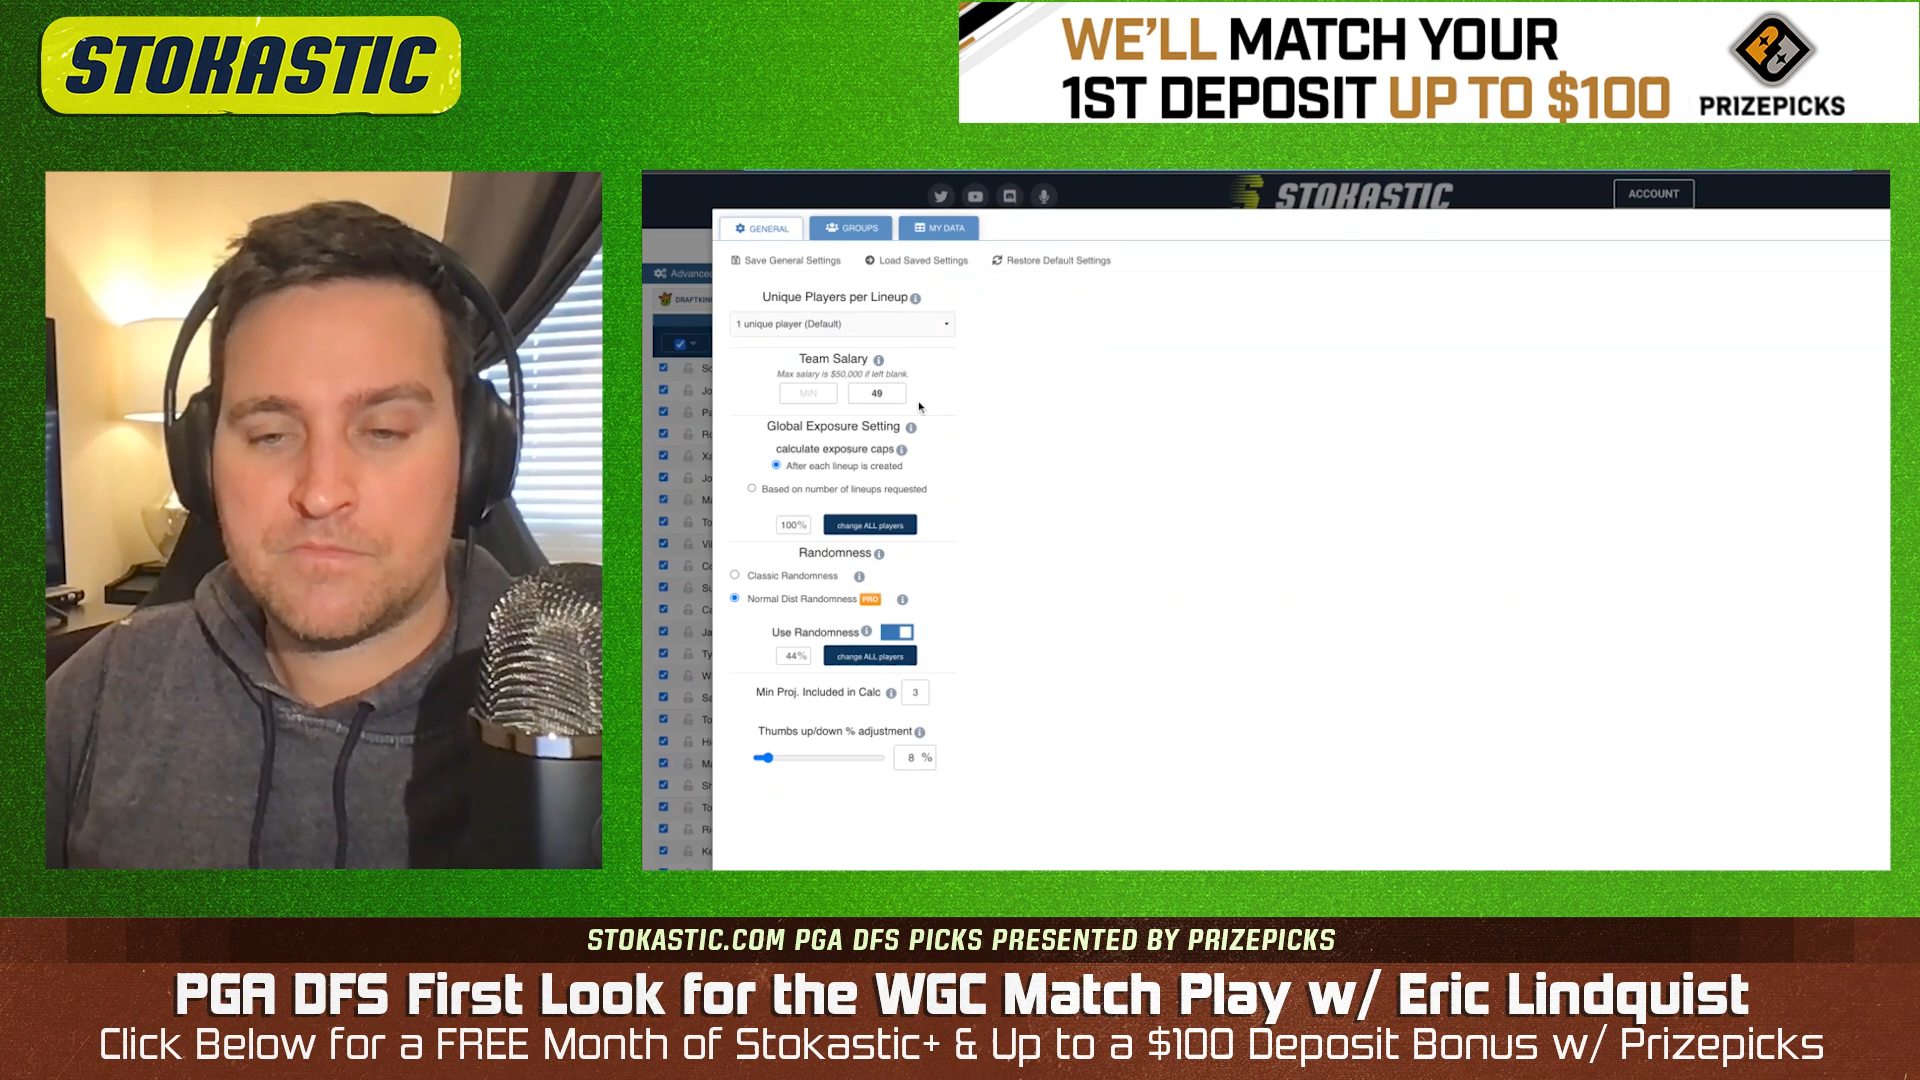 STOKASTIC
WE'LL MATCH YOUR
1ST DEPOSIT UP TO $100
PRIZEPICKS
STOKASTIC
ACCOUNT
GENERAL
GROUPS
MY DATA
Save General Settings
Load Saved Settings
Restore Default Settings
Advanced
Unique Players per Lineup
1 unique player (Default)
Team Salary
Max salary is $50,000 if left blank.
MIN
49
Global Exposure Setting
calculate exposure caps
After each lineup is created
Based on number of lineups requested
100%
change ALL players
Randomness
Classic Randomness
Normal Dist Randomness PRO
Use Randomness
44%
change ALL players
Min Proj. Included in Calc
3
Thumbs up/down % adjustment
8 %
STOKASTIC.COM PGA DFS PICKS PRESENTED BY PRIZEPICKS
PGA DFS First Look for the WGC Match Play w/ Eric Lindquist
Click Below for a FREE Month of Stokastic+ & Up to a $100 Deposit Bonus w/ Prizepicks